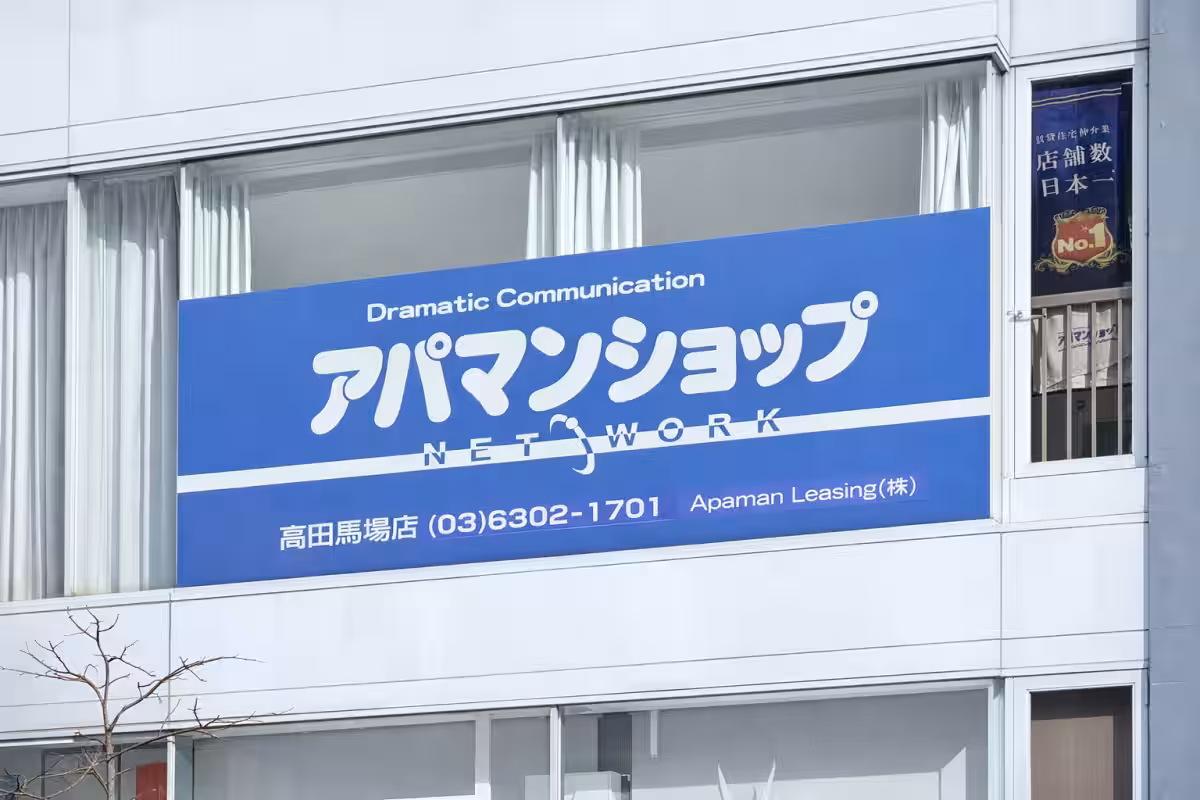 Dramatic Communication
アパマンショップ
NETWORK
高田馬場店 (03)6302-1701 Apaman Leasing(株)
賃貸住宅仲介業
店舗数
日本一
No.1